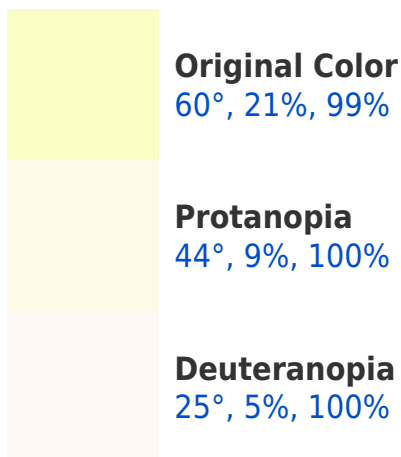 Original Color
60°, 21%, 99%
Protanopia
44°, 9%, 100%
Deuteranopia
25°, 5%, 100%